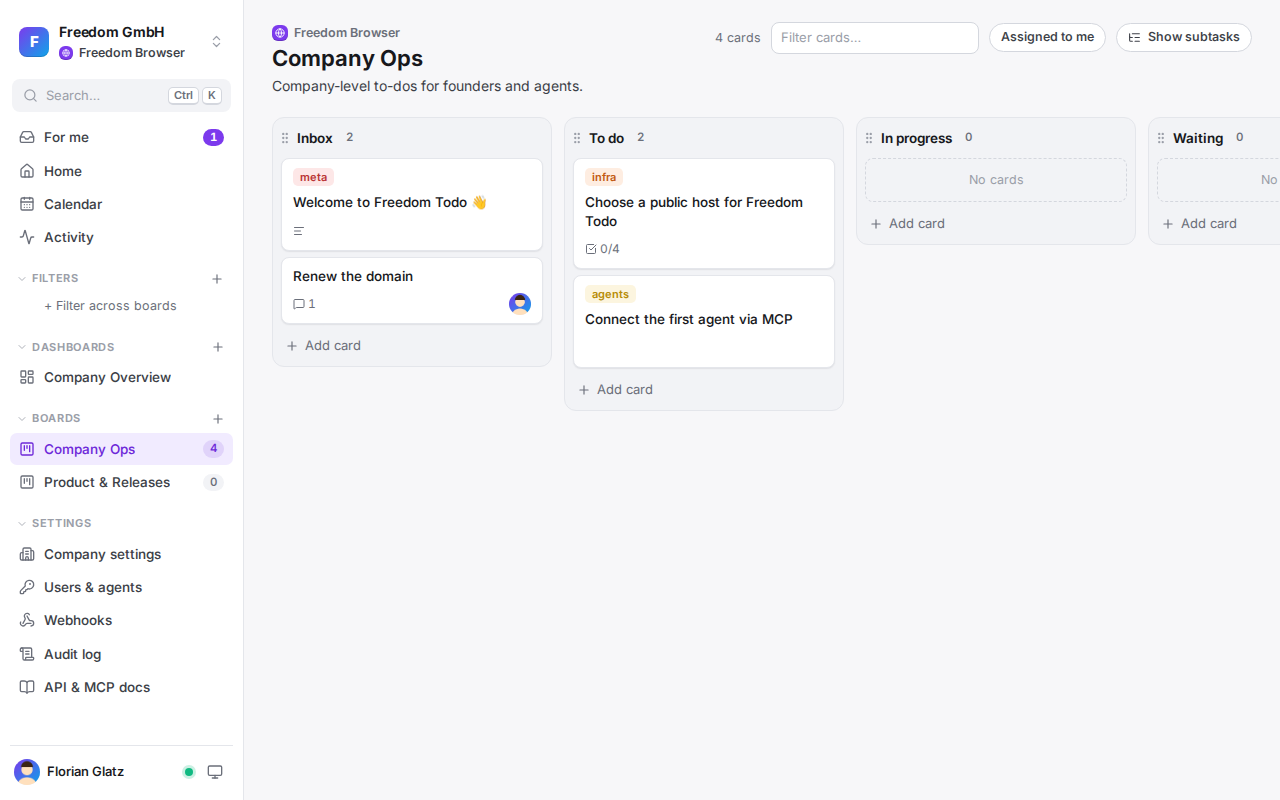 F
Freedom GmbH
Freedom Browser
Search...
Ctrl
K
For me
1
Home
Calendar
Activity
FILTERS
+ Filter across boards
DASHBOARDS
Company Overview
BOARDS
Company Ops
4
Product & Releases
0
SETTINGS
Company settings
Users & agents
Webhooks
Audit log
API & MCP docs
Florian Glatz
Freedom Browser
Company Ops
Company-level to-dos for founders and agents.
4 cards
Filter cards...
Assigned to me
Show subtasks
Inbox 2
meta
Welcome to Freedom Todo 👋
Renew the domain
1
Add card
To do 2
infra
Choose a public host for Freedom
Todo
0/4
agents
Connect the first agent via MCP
Add card
In progress 0
No cards
Add card
Waiting 0
No
Add card